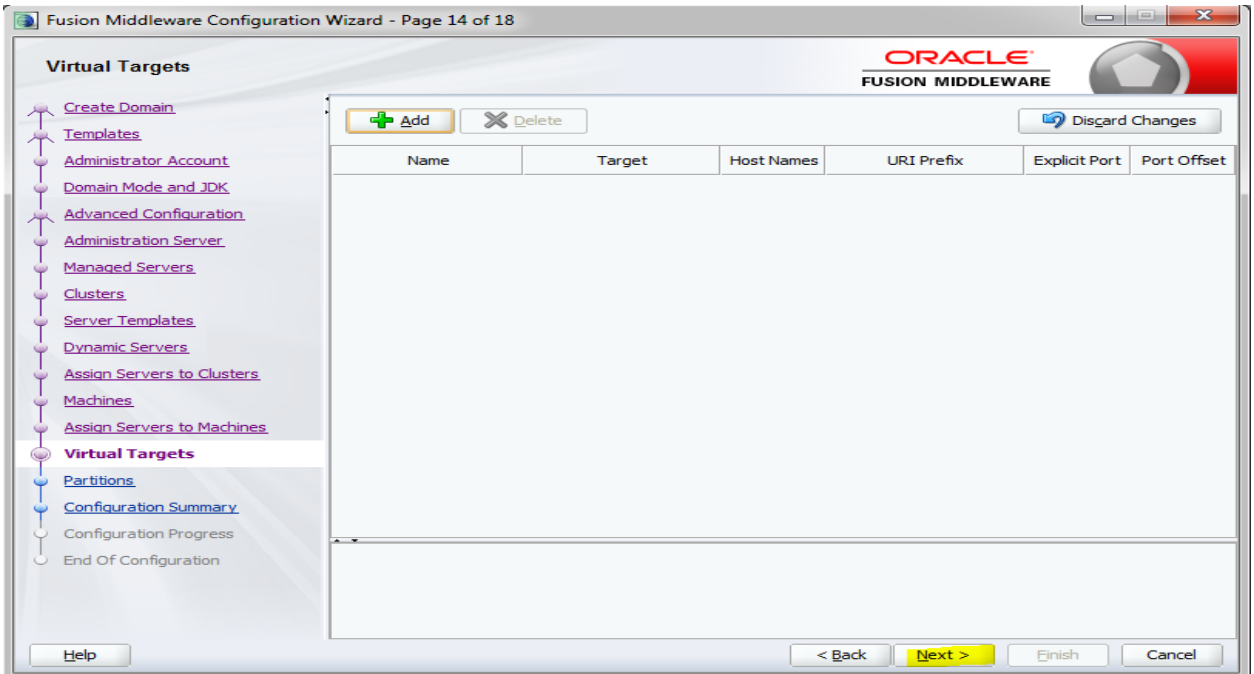 Fusion Middleware Configuration Wizard - Page 14 of 18
Virtual Targets
ORACLE
FUSION MIDDLEWARE
Create Domain
Templates
Administrator Account
Domain Mode and JDK
Advanced Configuration
Administration Server
Managed Servers
Clusters
Server Templates
Dynamic Servers
Assign Servers to Clusters
Machines
Assign Servers to Machines
Virtual Targets
Partitions
Configuration Summary
Configuration Progress
End Of Configuration
Add Delete Discard Changes
Name Target Host Names URI Prefix Explicit Port Port Offset
Help < Back Next > Finish Cancel